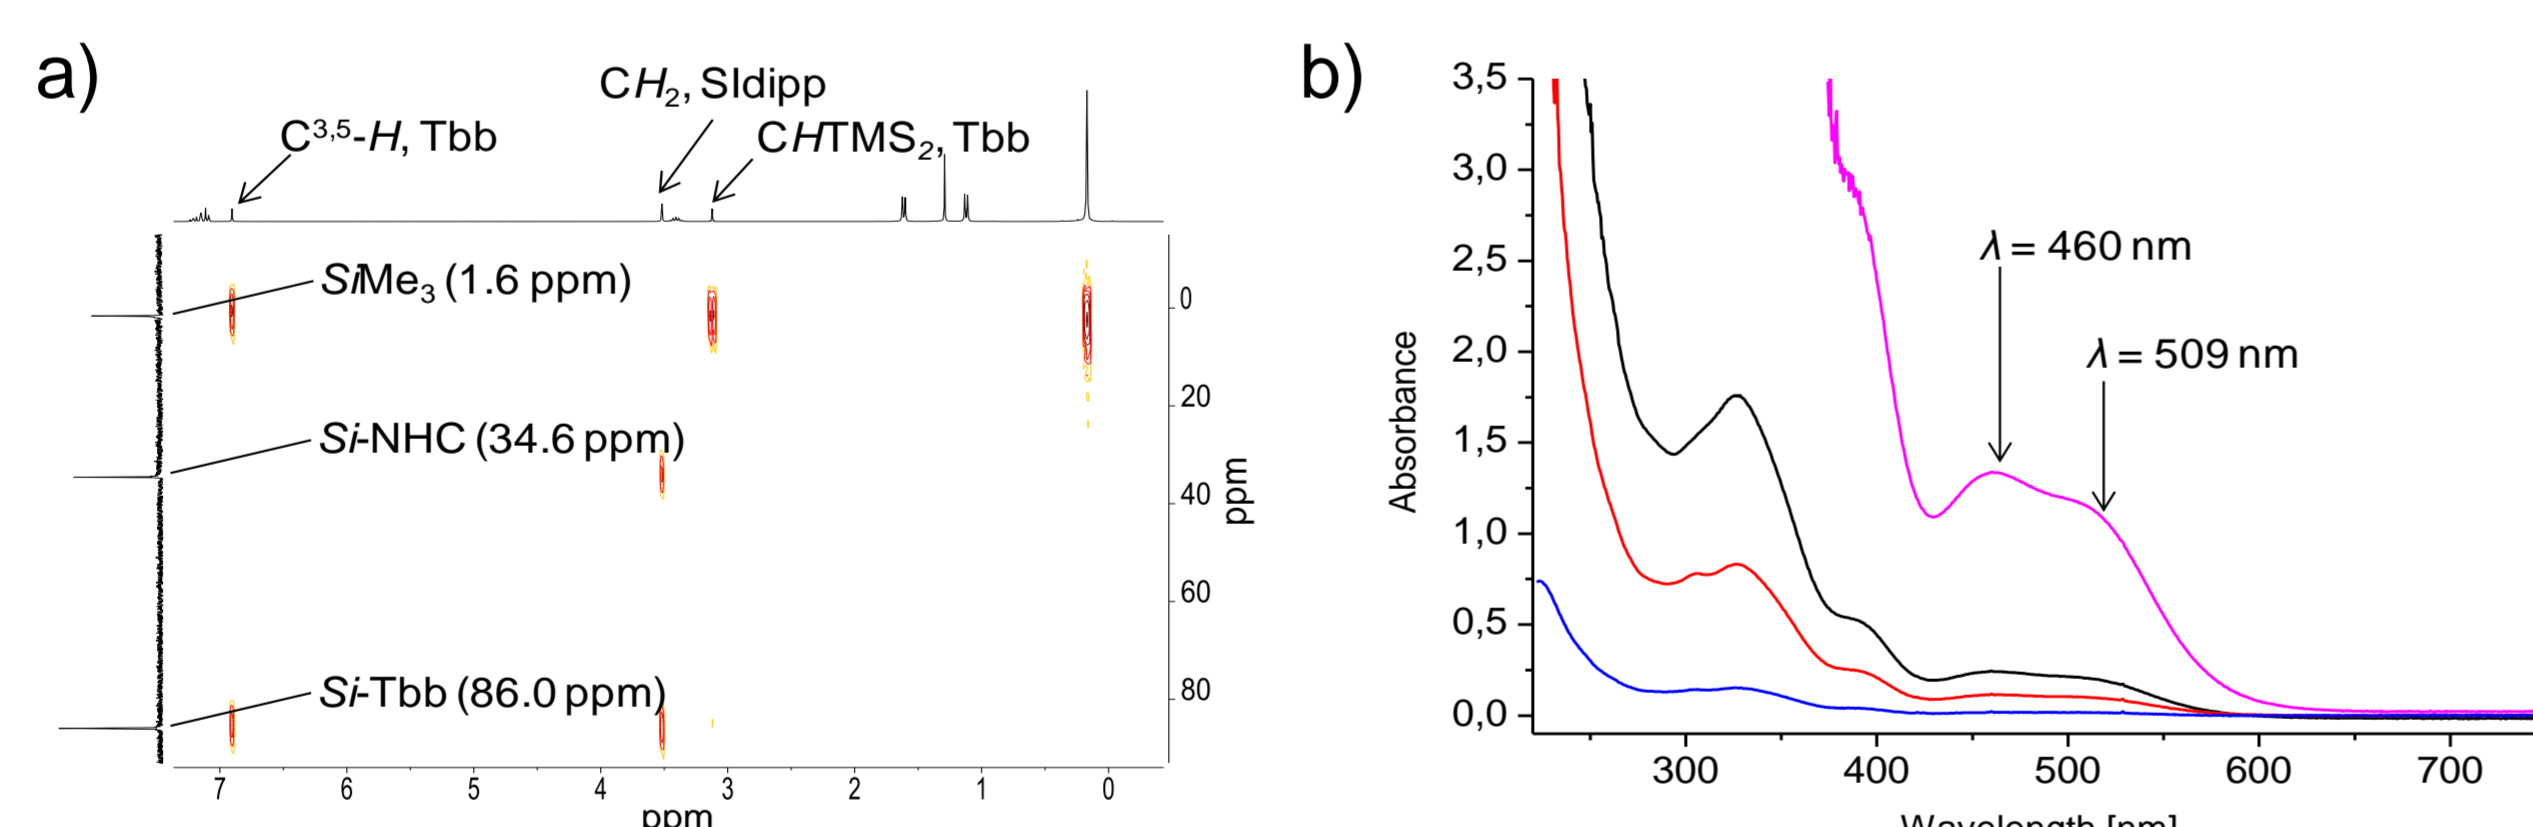 a)
CH2, SIdipp
C3,5-H, Tbb
CHTMS2, Tbb
SiMe3 (1.6 ppm)
Si-NHC (34.6 ppm)
Si-Tbb (86.0 ppm)
0
20
40
60
80
ppm
7 6 5 4 3 2 1 0
ppm
b)
3,5
3,0
2,5
2,0
1,5
1,0
0,5
0,0
Absorbance
λ = 460 nm
λ = 509 nm
300 400 500 600 700
Wavelength [nm]